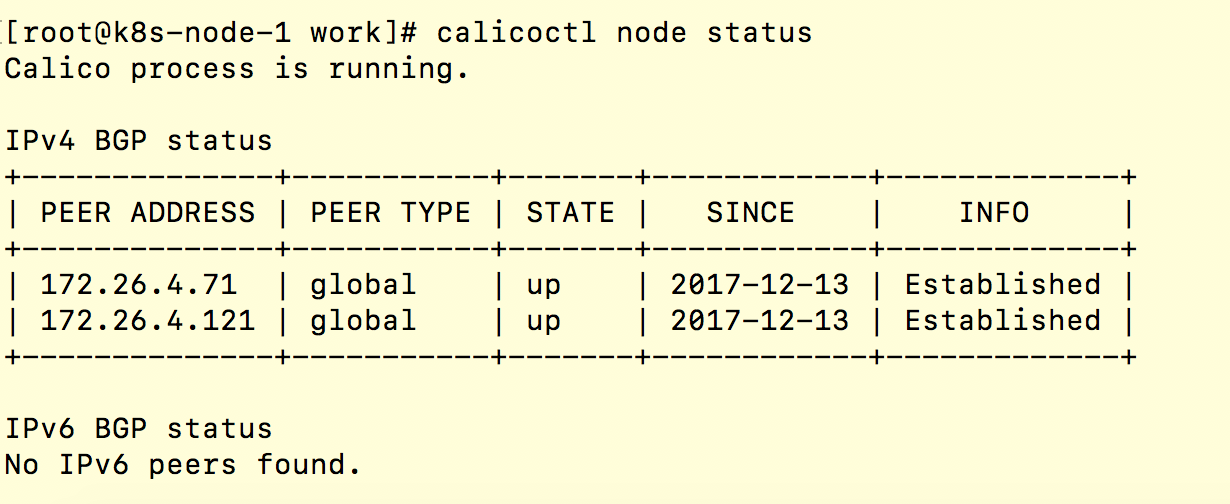 [root@k8s-node-1 work]# calicoctl node status
Calico process is running.

IPv4 BGP status
+--------------+-----------+-------+------------+-------------+
| PEER ADDRESS | PEER TYPE | STATE |   SINCE    |    INFO     |
+--------------+-----------+-------+------------+-------------+
| 172.26.4.71  | global    | up    | 2017-12-13 | Established |
| 172.26.4.121 | global    | up    | 2017-12-13 | Established |
+--------------+-----------+-------+------------+-------------+

IPv6 BGP status
No IPv6 peers found.